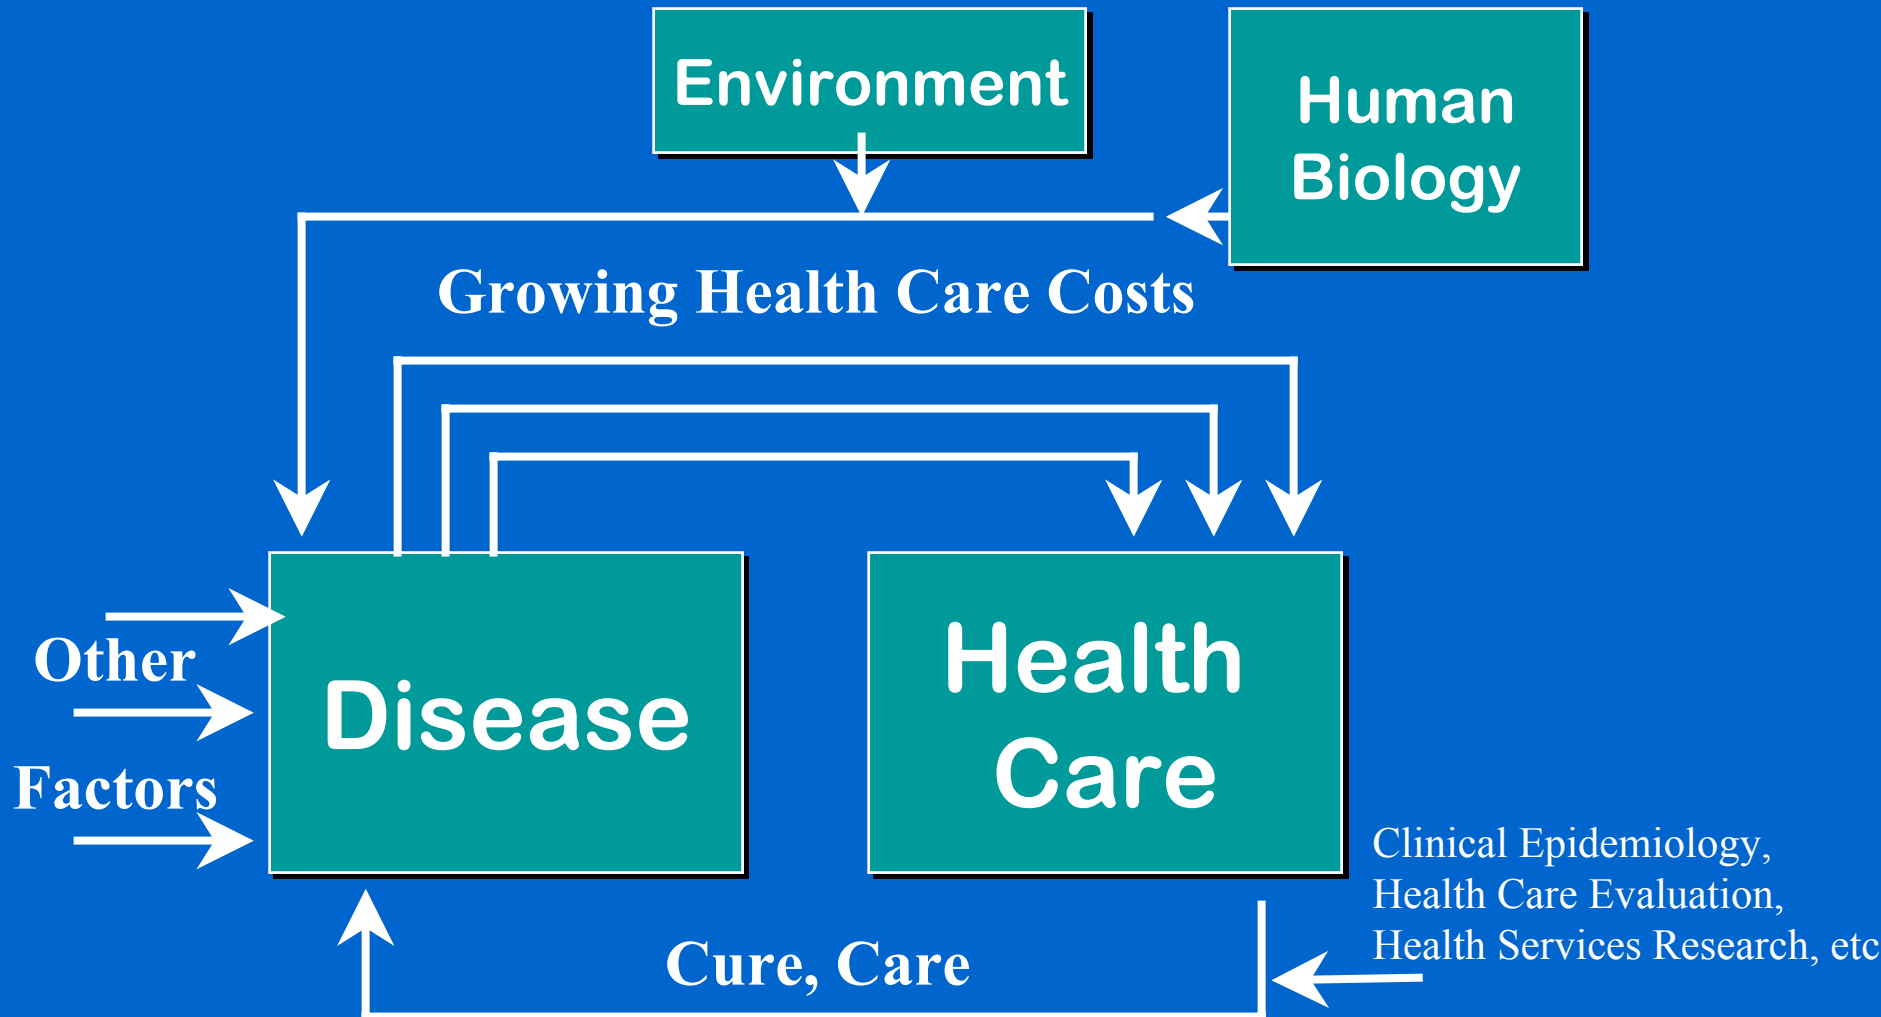 Environment
Human
Biology
Growing Health Care Costs
Other
Factors
Disease
Health
Care
Clinical Epidemiology,
Health Care Evaluation,
Health Services Research, etc
Cure, Care